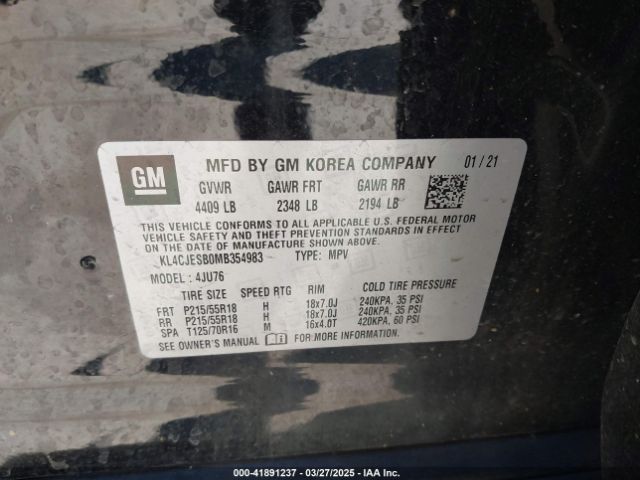 GM MFD BY GM KOREA COMPANY 01/21
GVWR GAWR FRT GAWR RR
4409 LB 2348 LB 2194 LB
THIS VEHICLE CONFORMS TO ALL APPLICABLE U.S. FEDERAL MOTOR
VEHICLE SAFETY AND THEFT PREVENTION STANDARDS IN EFFECT
ON THE DATE OF MANUFACTURE SHOWN ABOVE.
KL4CJESB0MB354983 TYPE: MPV
MODEL: 4JU76
TIRE SIZE SPEED RTG RIM COLD TIRE PRESSURE
FRT P215/55R18 H 18x7.0J 240KPA, 35 PSI
RR P215/55R18 H 18x7.0J 240KPA, 35 PSI
SPA T125/70R16 M 16x4.0T 420KPA, 60 PSI
SEE OWNER'S MANUAL FOR MORE INFORMATION.
000-41891237 - 03/27/2025 - IAA Inc.